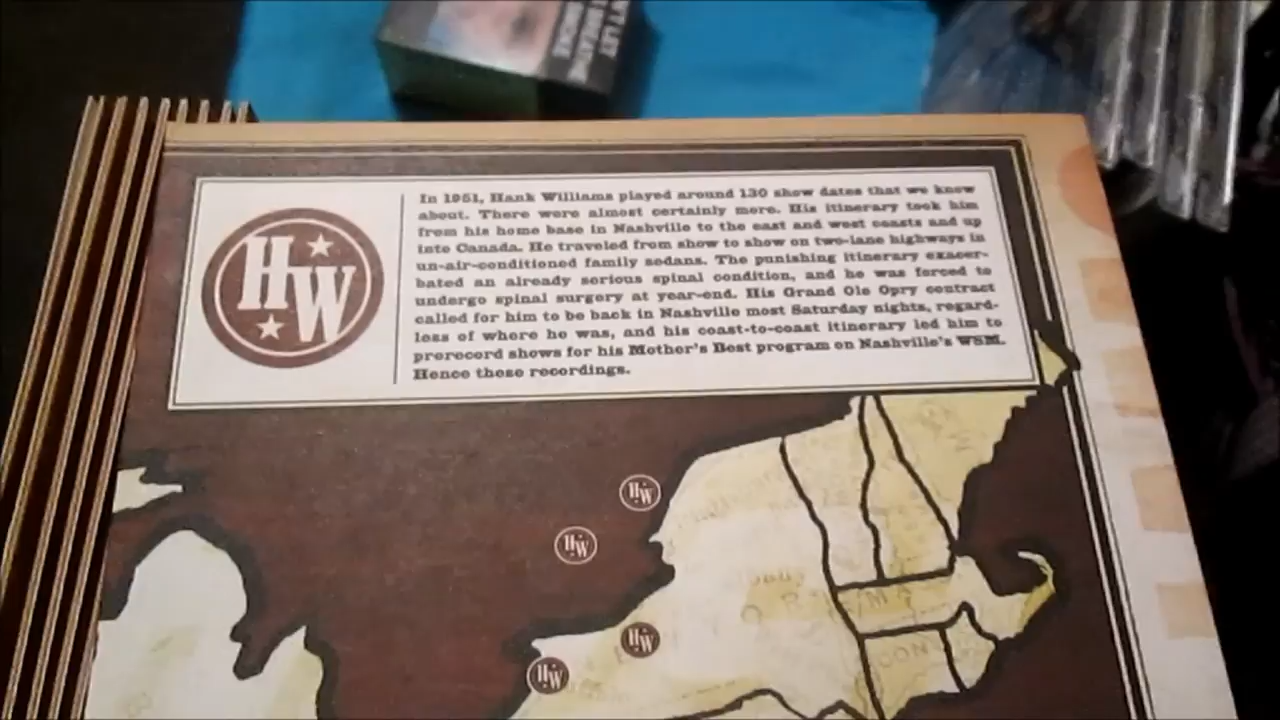 HW
In 1951, Hank Williams played around 130 show dates that we know
about. There were almost certainly more. His itinerary took him
from his home base in Nashville to the east and west coasts and up
into Canada. He traveled from show to show on two-lane highways in
un-air-conditioned family sedans. The punishing itinerary exacer-
bated an already serious spinal condition, and he was forced to
undergo spinal surgery at year-end. His Grand Ole Opry contract
called for him to be back in Nashville most Saturday nights, regard-
less of where he was, and his coast-to-coast itinerary led him to
prerecord shows for his Mother's Best program on Nashville's WSM.
Hence these recordings.
HW
HW
HW
HW